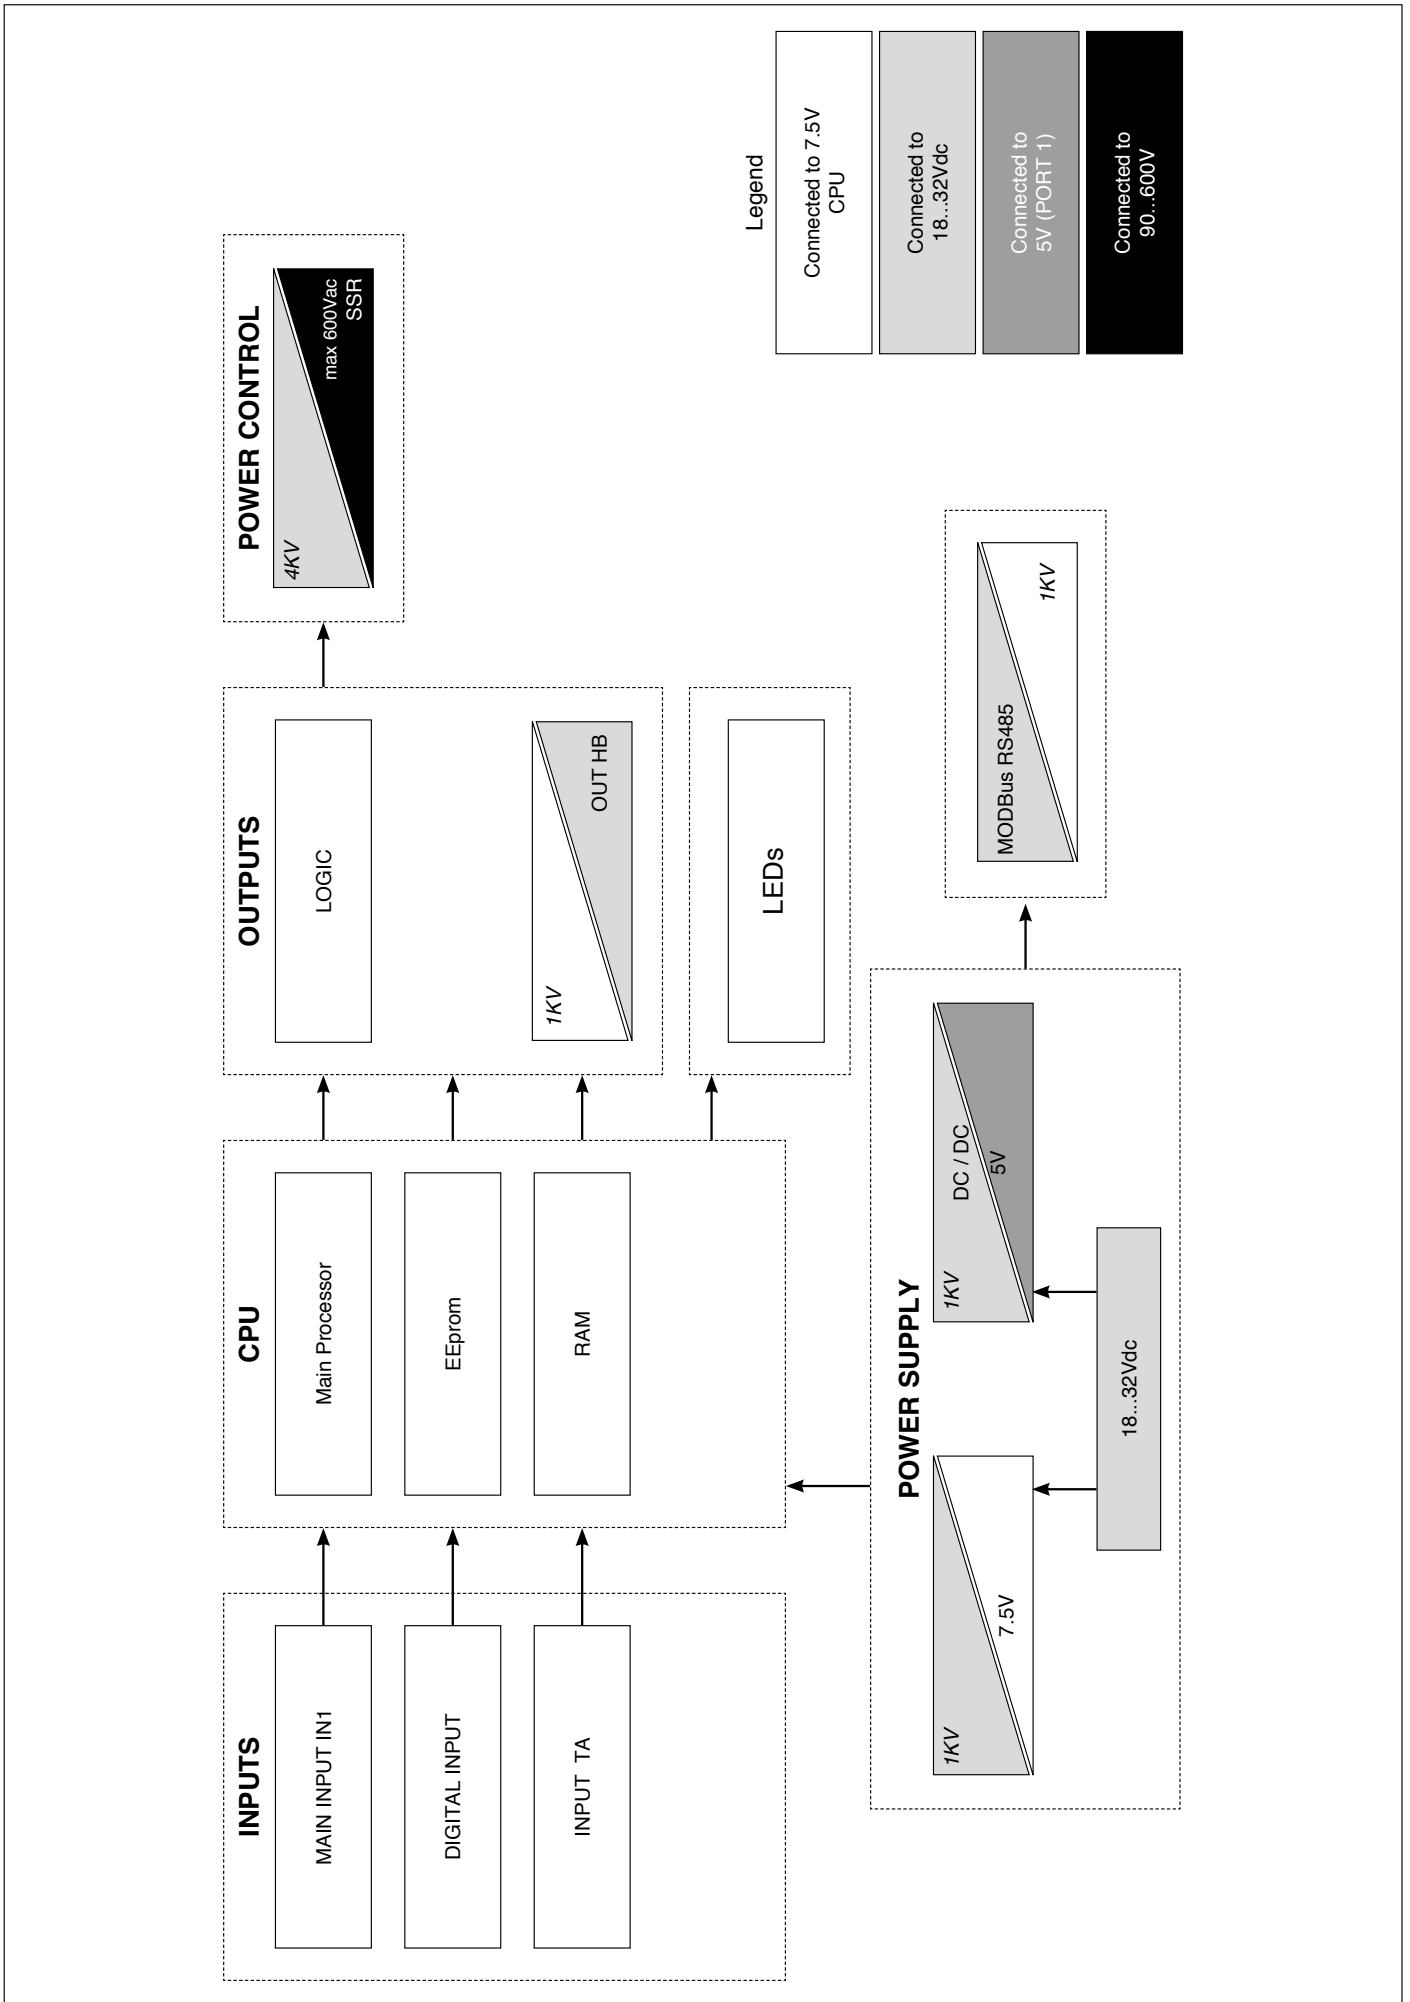 INPUTS
MAIN INPUT IN1
DIGITAL INPUT
INPUT TA
CPU
Main Processor
EEprom
RAM
OUTPUTS
LOGIC
1KV
OUT HB
LEDs
POWER CONTROL
4KV
max 600Vac
SSR
POWER SUPPLY
1KV
7.5V
1KV
DC / DC
5V
18...32Vdc
MODBus RS485
1KV
Legend
Connected to 7.5V
CPU
Connected to
18...32Vdc
Connected to
5V (PORT 1)
Connected to
90...600V